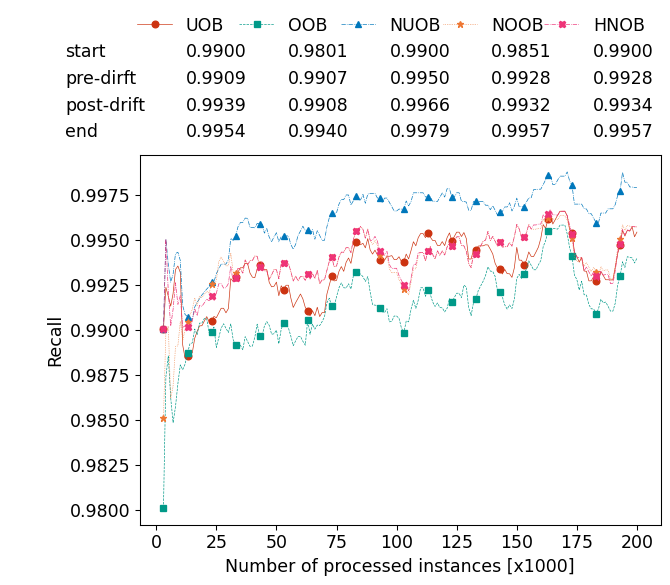 UOB OOB NUOB NOOB HNOB
start 0.9900 0.9801 0.9900 0.9851 0.9900
pre-dirft 0.9909 0.9907 0.9950 0.9928 0.9928
post-drift 0.9939 0.9908 0.9966 0.9932 0.9934
end 0.9954 0.9940 0.9979 0.9957 0.9957
0.9975
0.9950
0.9925
0.9900
0.9875
0.9850
0.9825
0.9800
Recall
0 25 50 75 100 125 150 175 200
Number of processed instances [x1000]